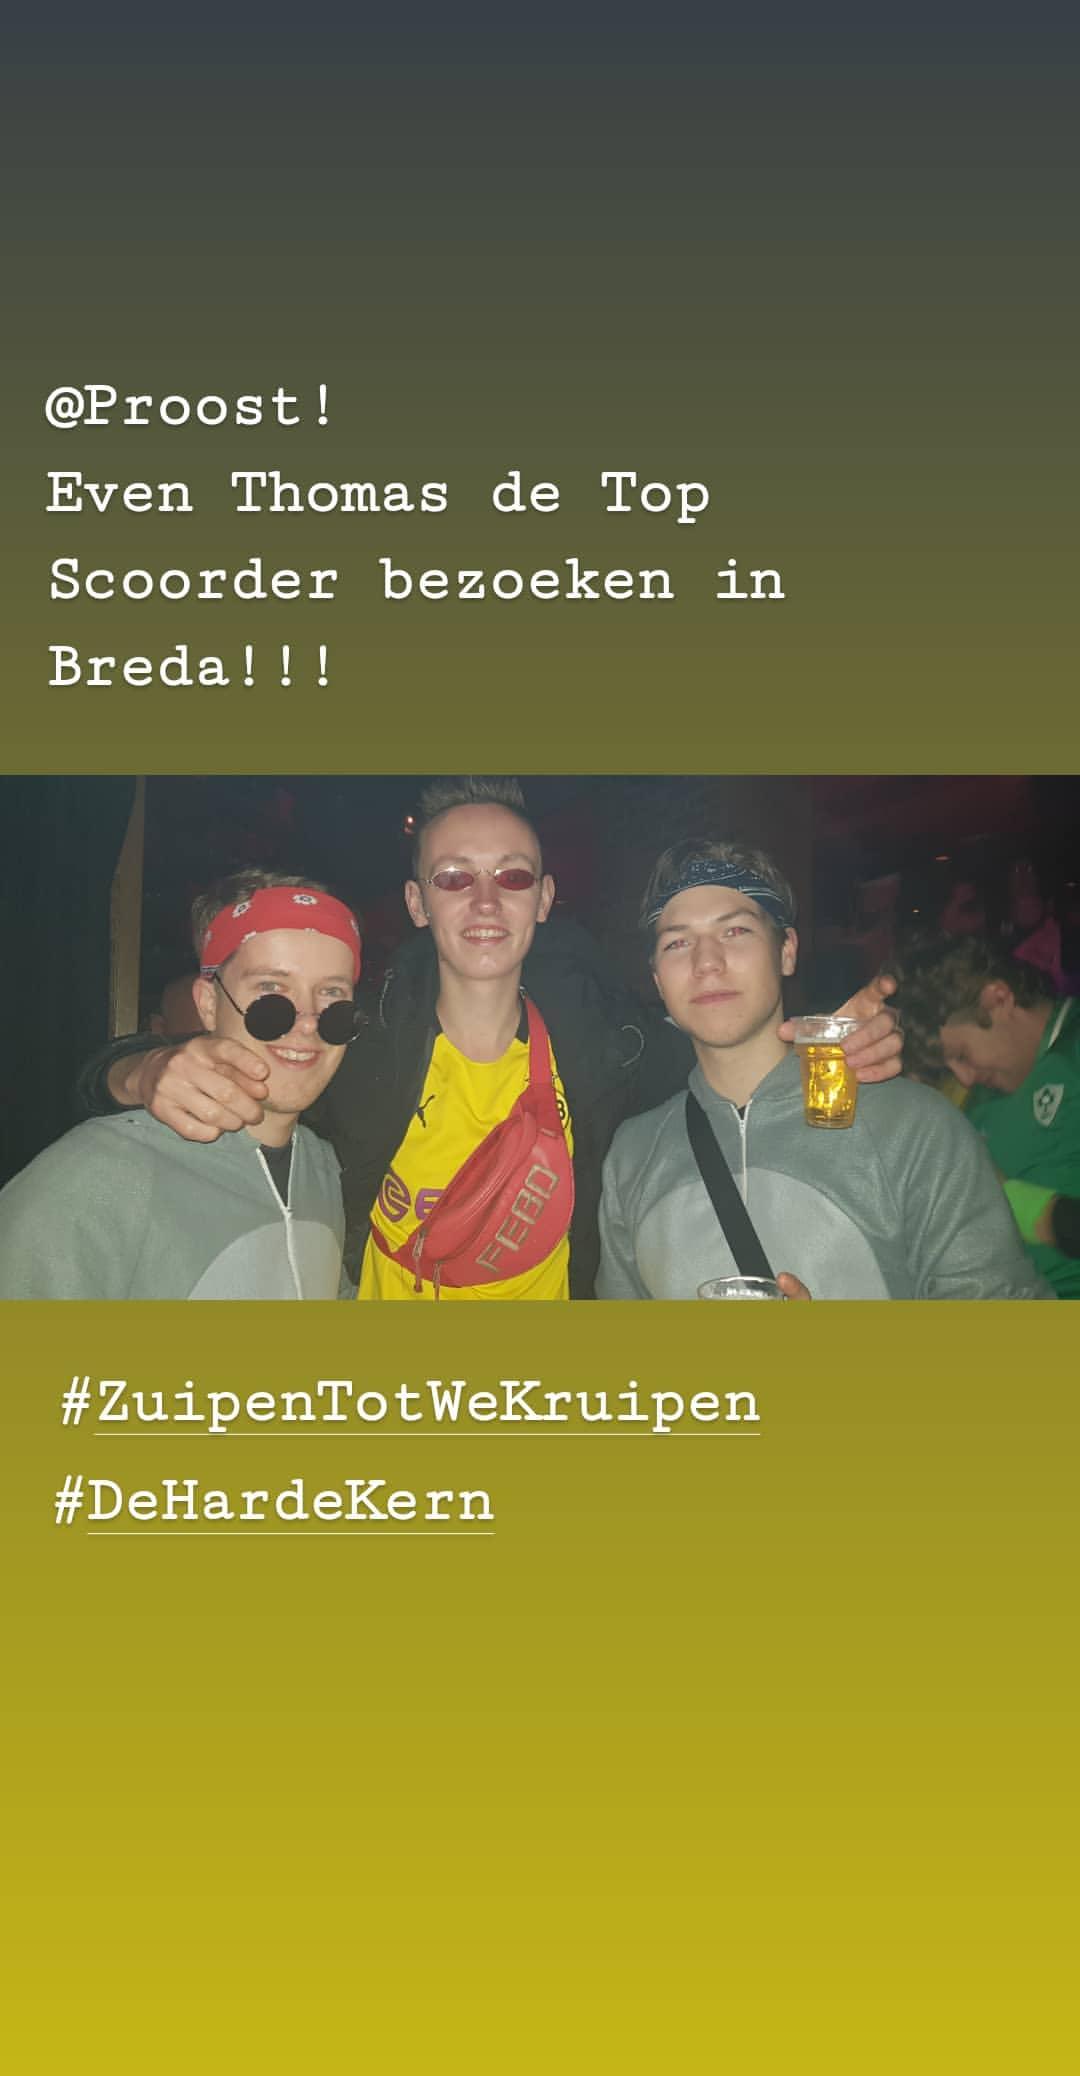 @Proost!
Even Thomas de Top
Scoorder bezoeken in
Breda!!!
FEBO
#ZuipenTotWeKruipen
#DeHardeKern